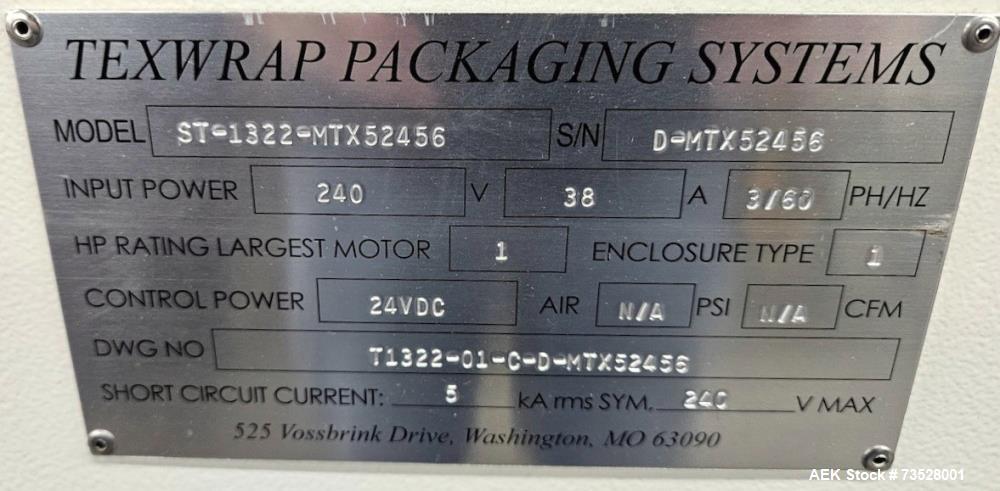 TEXWRAP PACKAGING SYSTEMS
MODEL ST-1322-MTX52456 S/N D-MTX52456
INPUT POWER 240 V 38 A 3/60 PH/HZ
HP RATING LARGEST MOTOR 1 ENCLOSURE TYPE 1
CONTROL POWER 24VDC AIR N/A PSI N/A CFM
DWG NO T1322-01-C-D-MTX52456
SHORT CIRCUIT CURRENT: 5 kA rms SYM, 240 V MAX
525 Vossbrink Drive, Washington, MO 63090
AEK Stock # 73528001